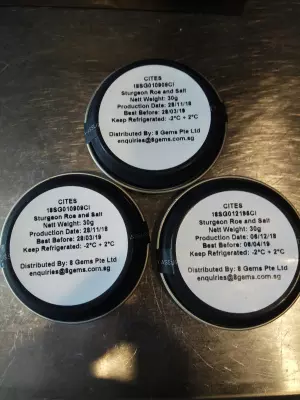 CITES
18SG010908CI
Sturgeon Roe and Salt
Nett Weight: 30g
Production Date: 28/11/18
Best Before: 28/03/19
Keep Refrigerated: -2°C + 2°C
Distributed By: 8 Gems Pte Ltd
enquiries@8gems.com.sg
CITES
18SG010909CI
Sturgeon Roe and Salt
Nett Weight: 30g
Production Date: 28/11/18
Best Before: 28/03/19
Keep Refrigerated: -2°C + 2°C
Distributed By: 8 Gems Pte Ltd
enquiries@8gems.com.sg
CITES
18SG012186CI
Sturgeon Roe and Salt
Nett Weight: 30g
Production Date: 06/12/18
Best Before: 06/04/19
Keep Refrigerated: -2°C + 2°C
Distributed By: 8 Gems Pte Ltd
enquiries@8gems.com.sg